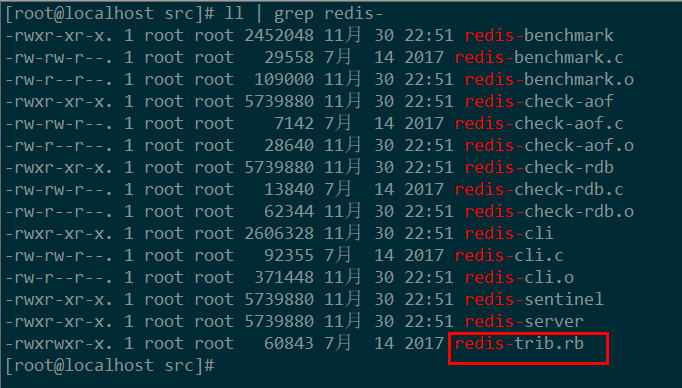 [root@localhost src]# ll | grep redis-
-rwxr-xr-x. 1 root root 2452048 11月 30 22:51 redis-benchmark
-rw-rw-r--. 1 root root   29558 7月  14 2017 redis-benchmark.c
-rw-r--r--. 1 root root  109000 11月 30 22:51 redis-benchmark.o
-rwxr-xr-x. 1 root root 5739880 11月 30 22:51 redis-check-aof
-rw-rw-r--. 1 root root    7142 7月  14 2017 redis-check-aof.c
-rw-r--r--. 1 root root   28640 11月 30 22:51 redis-check-aof.o
-rwxr-xr-x. 1 root root 5739880 11月 30 22:51 redis-check-rdb
-rw-rw-r--. 1 root root   13840 7月  14 2017 redis-check-rdb.c
-rw-r--r--. 1 root root   62344 11月 30 22:51 redis-check-rdb.o
-rwxr-xr-x. 1 root root 2606328 11月 30 22:51 redis-cli
-rw-rw-r--. 1 root root   92355 7月  14 2017 redis-cli.c
-rw-r--r--. 1 root root  371448 11月 30 22:51 redis-cli.o
-rwxr-xr-x. 1 root root 5739880 11月 30 22:51 redis-sentinel
-rwxr-xr-x. 1 root root 5739880 11月 30 22:51 redis-server
-rwxrwxr-x. 1 root root   60843 7月  14 2017 redis-trib.rb
[root@localhost src]#